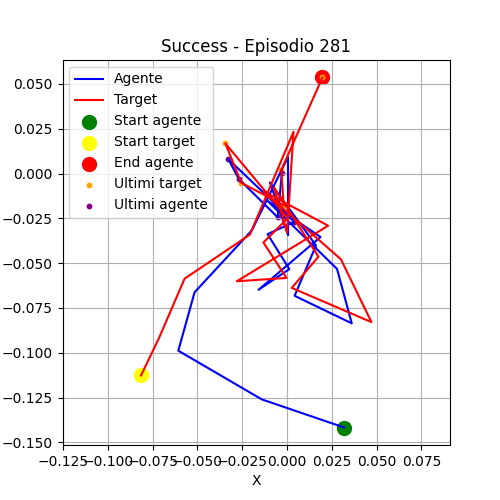 Success - Episodio 281
Agente
Target
Start agente
Start target
End agente
Ultimi target
Ultimi agente
0.050
0.025
0.000
−0.025
−0.050
−0.075
−0.100
−0.125
−0.150
−0.125 −0.100 −0.075 −0.050 −0.025 0.000 0.025 0.050 0.075
X